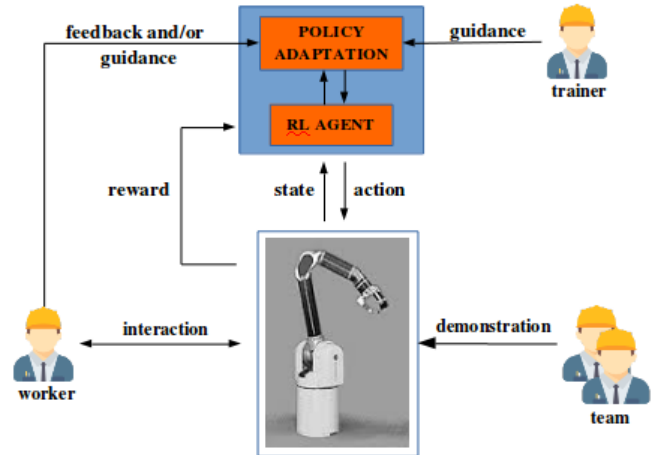 feedback and/or
guidance
POLICY
ADAPTATION
guidance
trainer
RL AGENT
reward
state
action
interaction
demonstration
worker
team